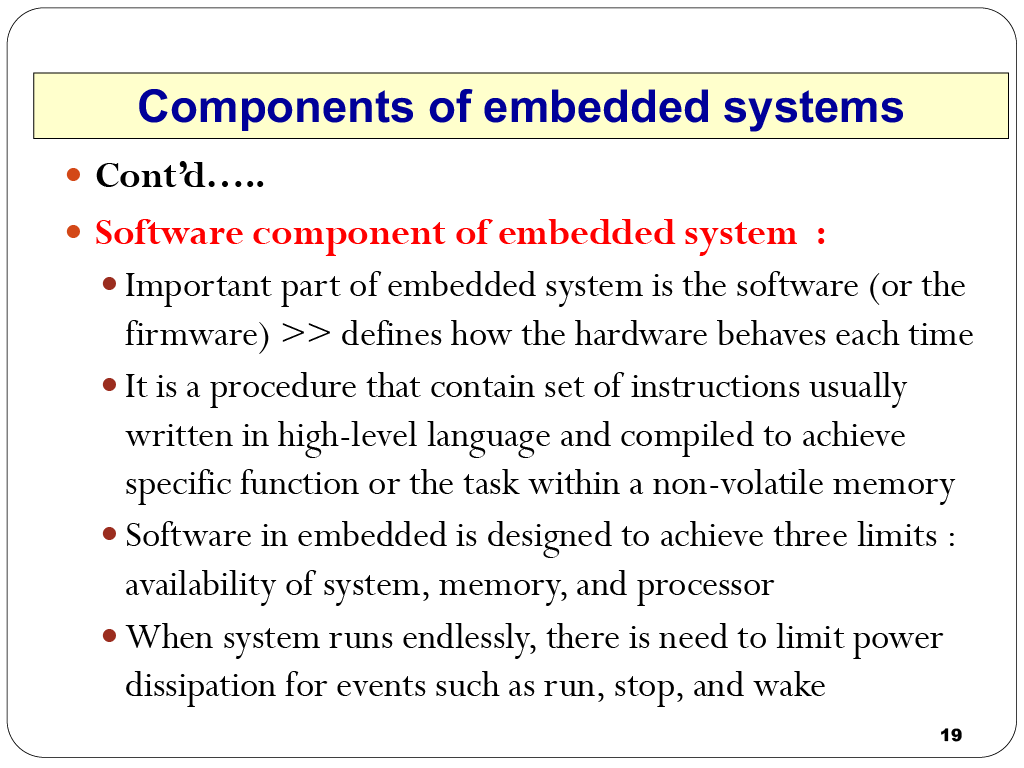 Components of embedded systems
• Cont’d…..
• Software component of embedded system :
• Important part of embedded system is the software (or the
firmware) >> defines how the hardware behaves each time
• It is a procedure that contain set of instructions usually
written in high-level language and compiled to achieve
specific function or the task within a non-volatile memory
• Software in embedded is designed to achieve three limits :
availability of system, memory, and processor
• When system runs endlessly, there is need to limit power
dissipation for events such as run, stop, and wake
19